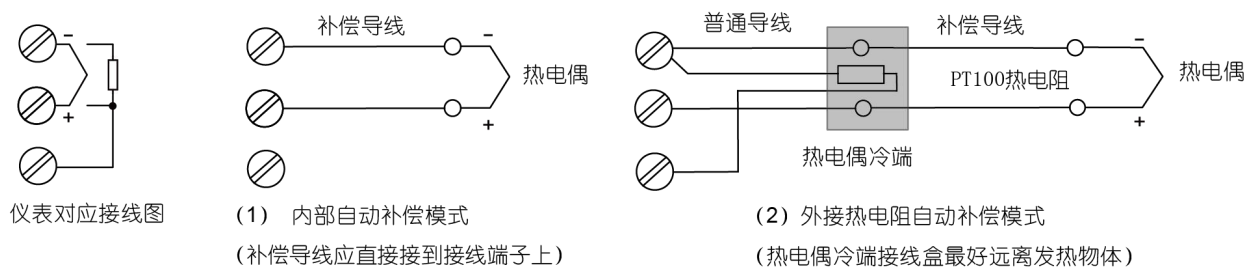 普通导线
补偿导线
补偿导线
-
-
-
热电偶
PT100热电阻
热电偶
+
+
+
热电偶冷端
仪表对应接线图
(1) 内部自动补偿模式
(2) 外接热电阻自动补偿模式
(补偿导线应直接接到接线端子上)
(热电偶冷端接线盒最好远离发热物体)